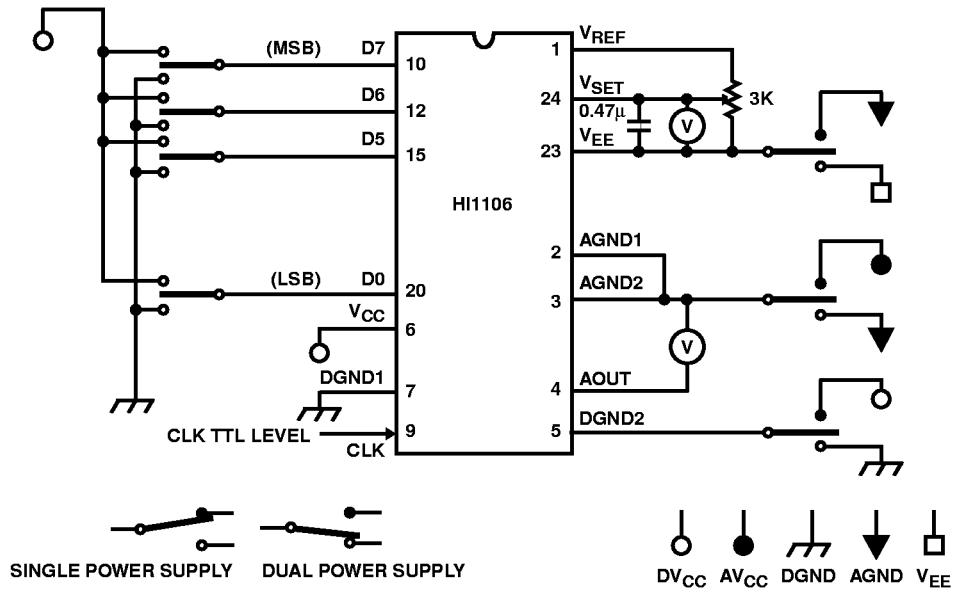 (MSB) D7
10
D6
12
D5
15
(LSB) D0
20
VCC
6
DGND1
7
CLK TTL LEVEL
9
CLK
HI1106
1
VREF
24
VSET
0.47µ
V
3K
23
VEE
2
AGND1
3
AGND2
V
4
AOUT
5
DGND2
SINGLE POWER SUPPLY
DUAL POWER SUPPLY
DVCC
AVCC
DGND
AGND
VEE